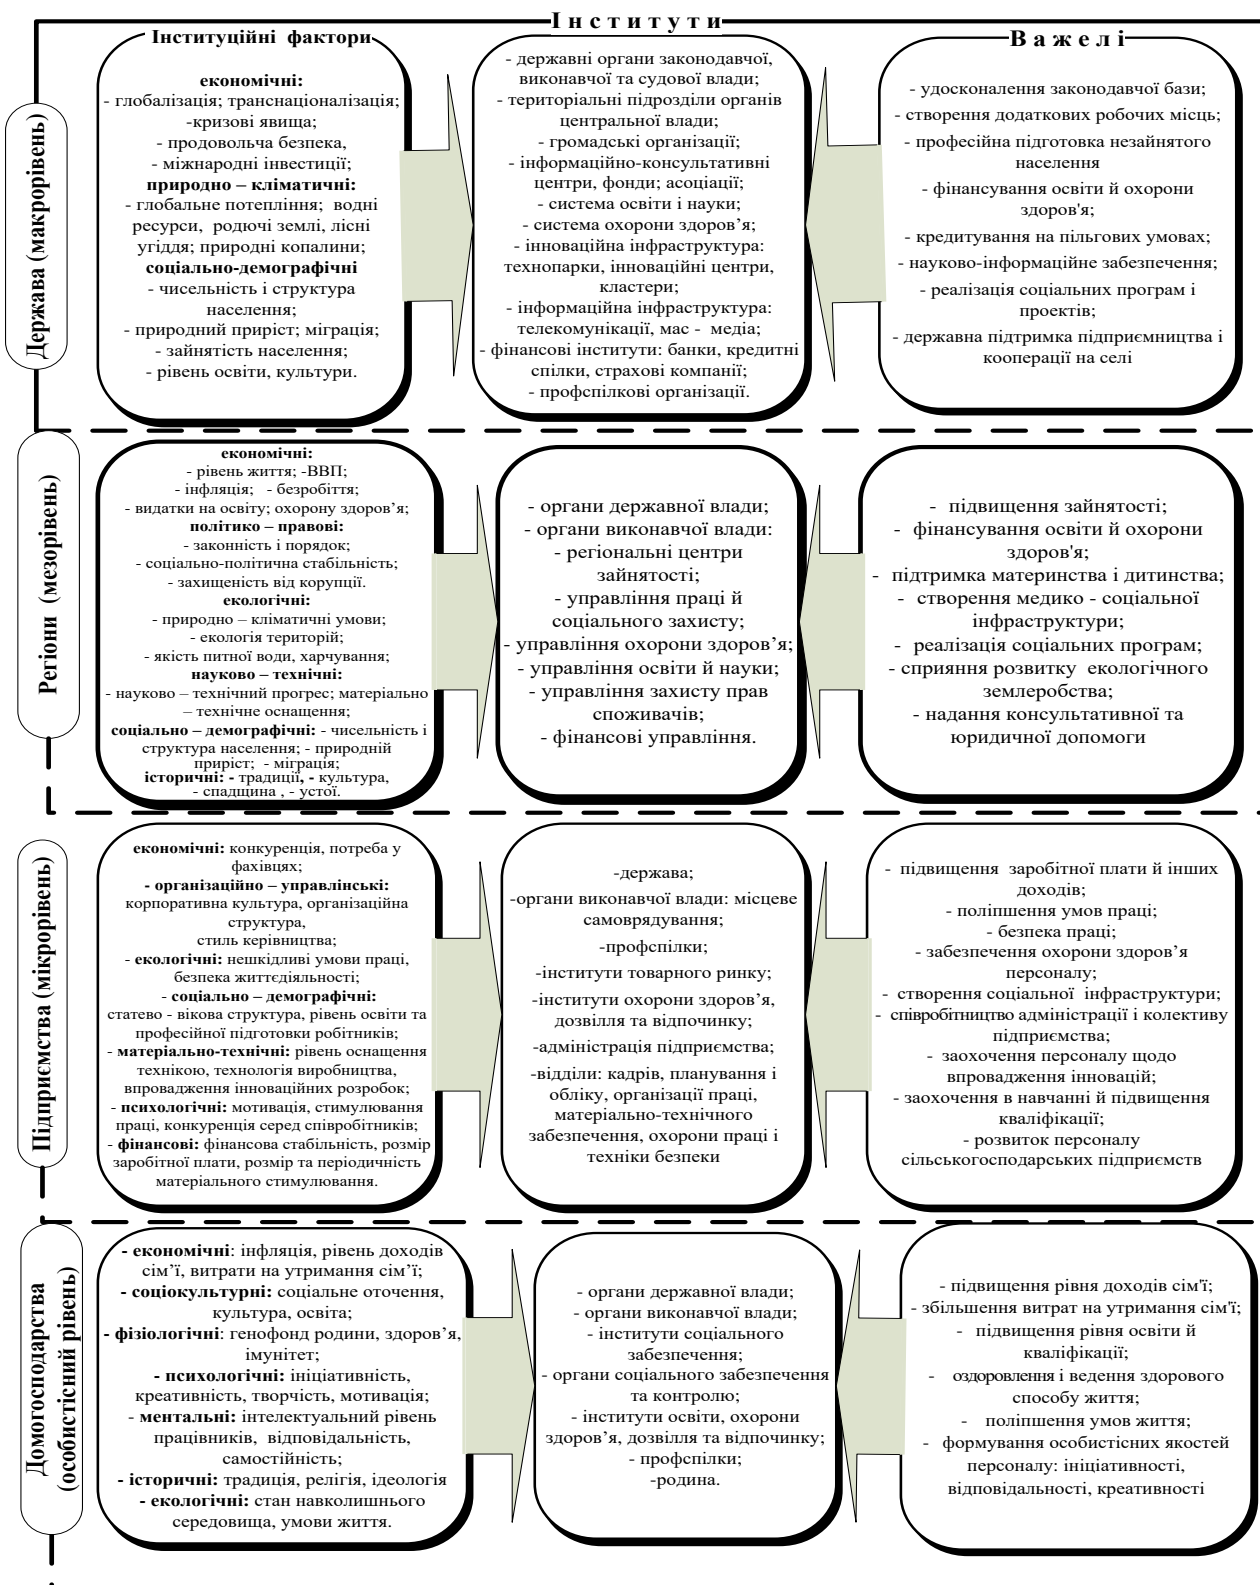 І н с т и т у т и
Інституційні фактори
В а ж е л і
Держава (макрорівень)
економічні:
- глобалізація; транснаціоналізація;
-кризові явища;
- продовольча безпека,
- міжнародні інвестиції;
природно – кліматичні:
- глобальне потепління; водні
ресурси, родючі землі, лісні
угіддя; природні копалини;
соціально-демографічні
- чисельність і структура
населення;
- природний приріст; міграція;
- зайнятість населення;
- рівень освіти, культури.
- державні органи законодавчої,
виконавчої та судової влади;
- територіальні підрозділи органів
центральної влади;
- громадські організації;
- інформаційно-консультативні
центри, фонди; асоціації;
- система освіти і науки;
- система охорони здоров’я;
- інноваційна інфраструктура:
технопарки, інноваційні центри,
кластери;
- інформаційна інфраструктура:
телекомунікації, мас - медіа;
- фінансові інститути: банки, кредитні
спілки, страхові компанії;
- профспілкові організації.
- удосконалення законодавчої бази;
- створення додаткових робочих місць;
- професійна підготовка незайнятого
населення
- фінансування освіти й охорони
здоров'я;
- кредитування на пільгових умовах;
- науково-інформаційне забезпечення;
- реалізація соціальних програм і
проектів;
- державна підтримка підприємництва і
кооперації на селі
Регіони (мезорівень)
економічні:
- рівень життя; -ВВП;
- інфляція; - безробіття
- видатки на освіту; охорону здоров’я;
політико – правові:
- законність і порядок;
- соціально-політична стабільність;
- захищеність від корупції.
екологічні:
- природно – кліматичні умови;
- екологія територій;
- якість питної води, харчування;
науково – технічні:
- науково – технічний прогрес; матеріально
– технічне оснащення;
соціально – демографічні: - чисельність і
структура населення; - природній
приріст; - міграція;
історичні: - традиції, - культура,
- спадщина , - устої.
- органи державної влади;
- органи виконавчої влади:
- регіональні центри
зайнятості;
- управління праці й
соціального захисту;
- управління охорони здоров’я;
- управління освіти й науки;
- управління захисту прав
споживачів;
- фінансові управління.
- підвищення зайнятості;
- фінансування освіти й охорони
здоров'я;
- підтримка материнства і дитинства;
- створення медико - соціальної
інфраструктури;
- реалізація соціальних програм;
- сприяння розвитку екологічного
землеробства;
- надання консультативної та
юридичної допомоги
Підприємства (мікрорівень)
економічні: конкуренція, потреба у
фахівцях;
- організаційно – управлінські:
корпоративна культура, організаційна
структура,
стиль керівництва;
- екологічні: нешкідливі умови праці,
безпека життєдіяльності;
- соціально – демографічні:
статево - вікова структура, рівень освіти та
професійної підготовки робітників;
- матеріально-технічні: рівень оснащення
технікою, технологія виробництва,
впровадження інноваційних розробок;
- психологічні: мотивація, стимулювання
праці, конкуренція серед співробітників;
- фінансові: фінансова стабільність, розмір
заробітної плати, розмір та періодичність
матеріального стимулювання.
-держава;
-органи виконавчої влади: місцеве
самоврядування;
-профспілки;
-інститути товарного ринку;
-інститути охорони здоров’я,
дозвілля та відпочинку;
-адміністрація підприємства;
-відділи: кадрів, планування і
обліку, організації праці,
матеріально-технічного
забезпечення, охорони праці і
техніки безпеки
- підвищення заробітної плати й інших
доходів;
- поліпшення умов праці;
- безпека праці;
- забезпечення охорони здоров’я
персоналу;
- створення соціальної інфраструктури;
- співробітництво адміністрації і колективу
підприємства;
- заохочення персоналу щодо
впровадження інновацій;
- заохочення в навчанні й підвищення
кваліфікації;
- розвиток персоналу
сільськогосподарських підприємств
Домогосподарства
(особистісний рівень)
- економічні: інфляція, рівень доходів
сім’ї, витрати на утримання сім’ї;
- соціокультурні: соціальне оточення,
культура, освіта;
- фізіологічні: генофонд родини, здоров’я,
імунітет;
- психологічні: ініціативність,
креативність, творчість, мотивація;
- ментальні: інтелектуальний рівень
працівників, відповідальність,
самостійність;
- історичні: традиція, релігія, ідеологія
- екологічні: стан навколишнього
середовища, умови життя.
- органи державної влади;
- органи виконавчої влади;
- інститути соціального
забезпечення;
- органи соціального забезпечення
та контролю;
- інститути освіти, охорони
здоров’я, дозвілля та відпочинку;
- профспілки;
-родина.
- підвищення рівня доходів сім'ї;
- збільшення витрат на утримання сім'ї;
- підвищення рівня освіти й
кваліфікації;
- оздоровлення і ведення здорового
способу життя;
- поліпшення умов життя;
- формування особистісних якостей
персоналу: ініціативності,
відповідальності, креативності